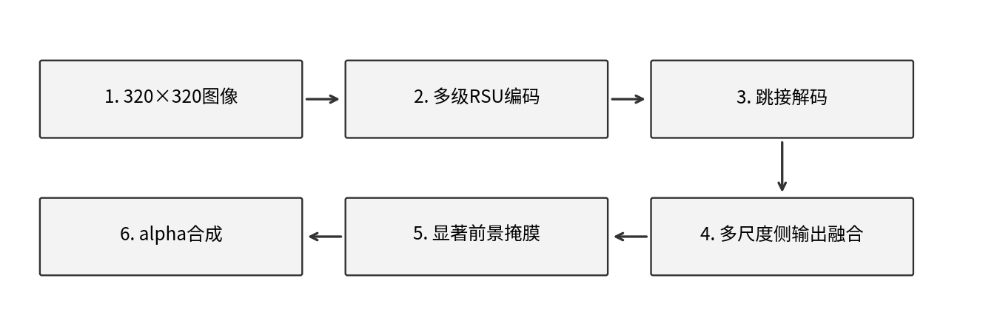 1. 320×320图像
2. 多级RSU编码
3. 跳接解码
4. 多尺度侧输出融合
5. 显著前景掩膜
6. alpha合成